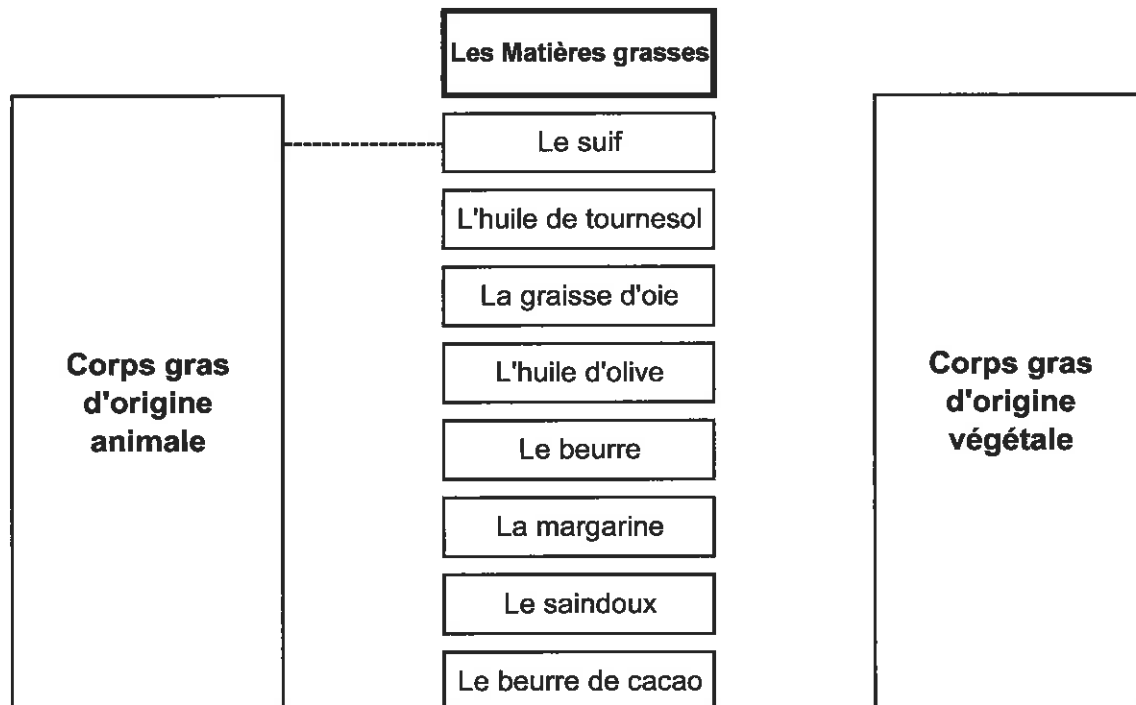 Les Matières grasses
Le suif
L'huile de tournesol
La graisse d'oie
L'huile d'olive
Le beurre
La margarine
Le saindoux
Le beurre de cacao
Corps gras
d'origine
animale
Corps gras
d'origine
végétale